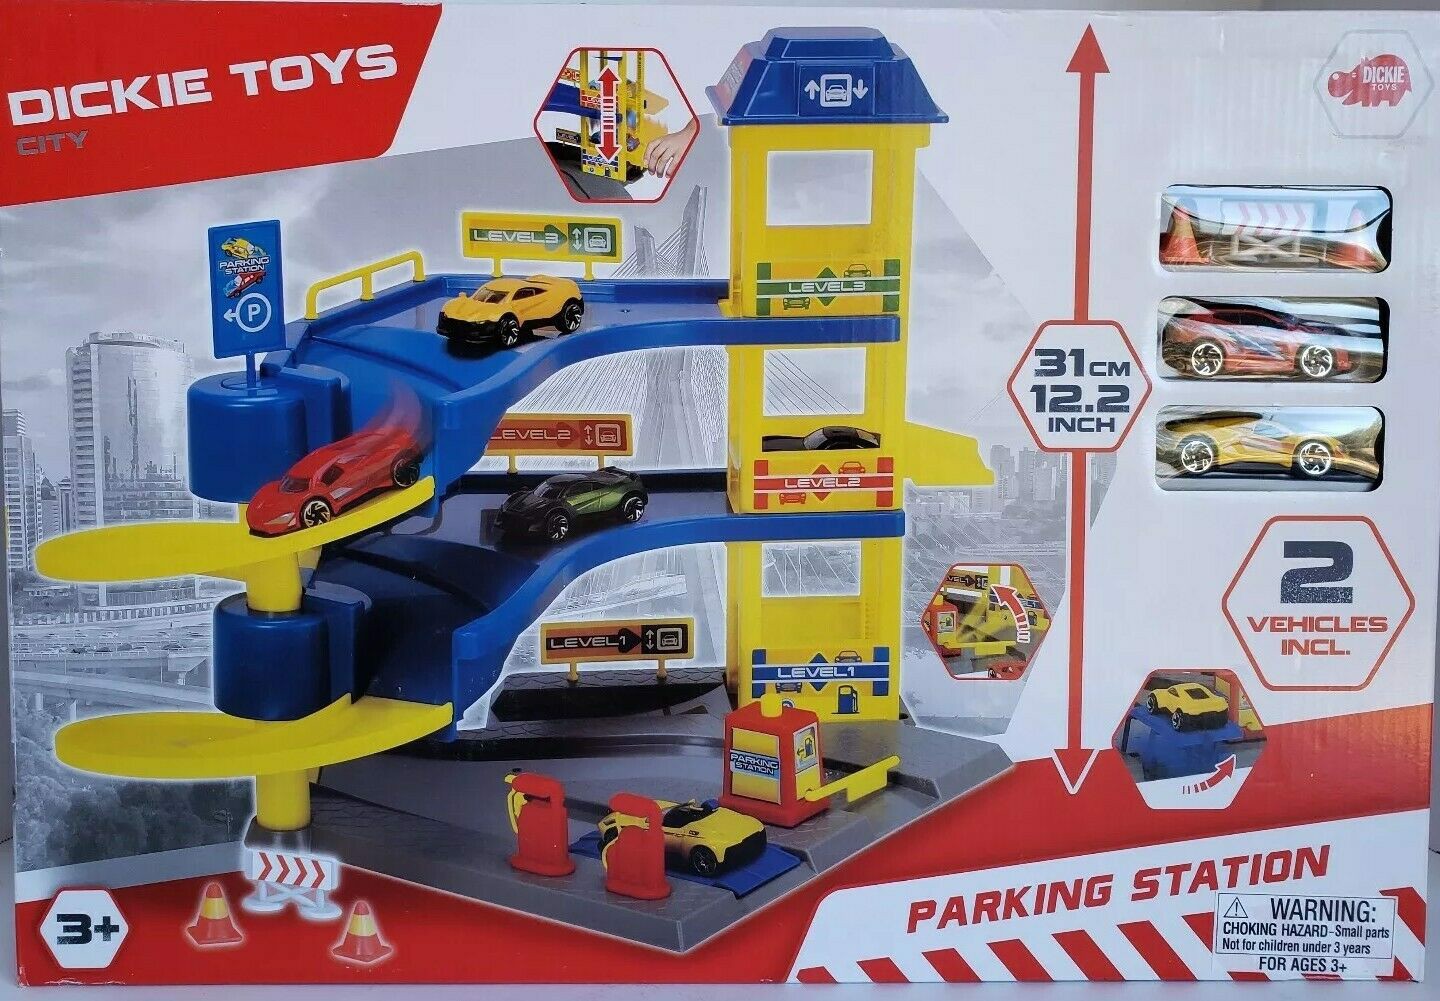 DICKIE TOYS
CITY
DICKIE
TOYS
PARKING
STATION
P
LEVEL3
LEVEL3
LEVEL2
LEVEL2
LEVEL1
LEVEL1
LEVEL1
PARKING
STATION
31CM
12.2
INCH
2
VEHICLES
INCL.
3+
PARKING STATION
WARNING:
CHOKING HAZARD-Small parts
Not for children under 3 years
FOR AGES 3+